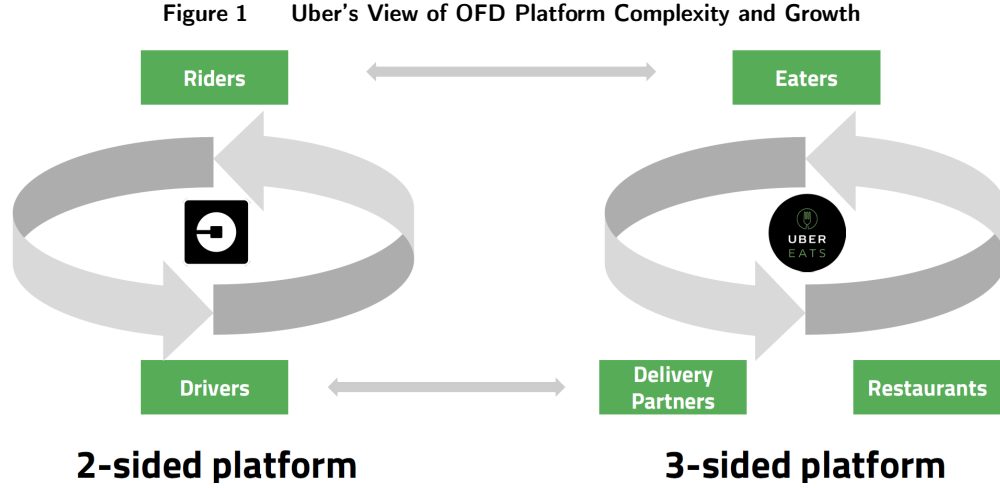 Figure 1 Uber's View of OFD Platform Complexity and Growth
Riders
Eaters
UBER
EATS
Drivers
Delivery
Partners
Restaurants
2-sided platform
3-sided platform